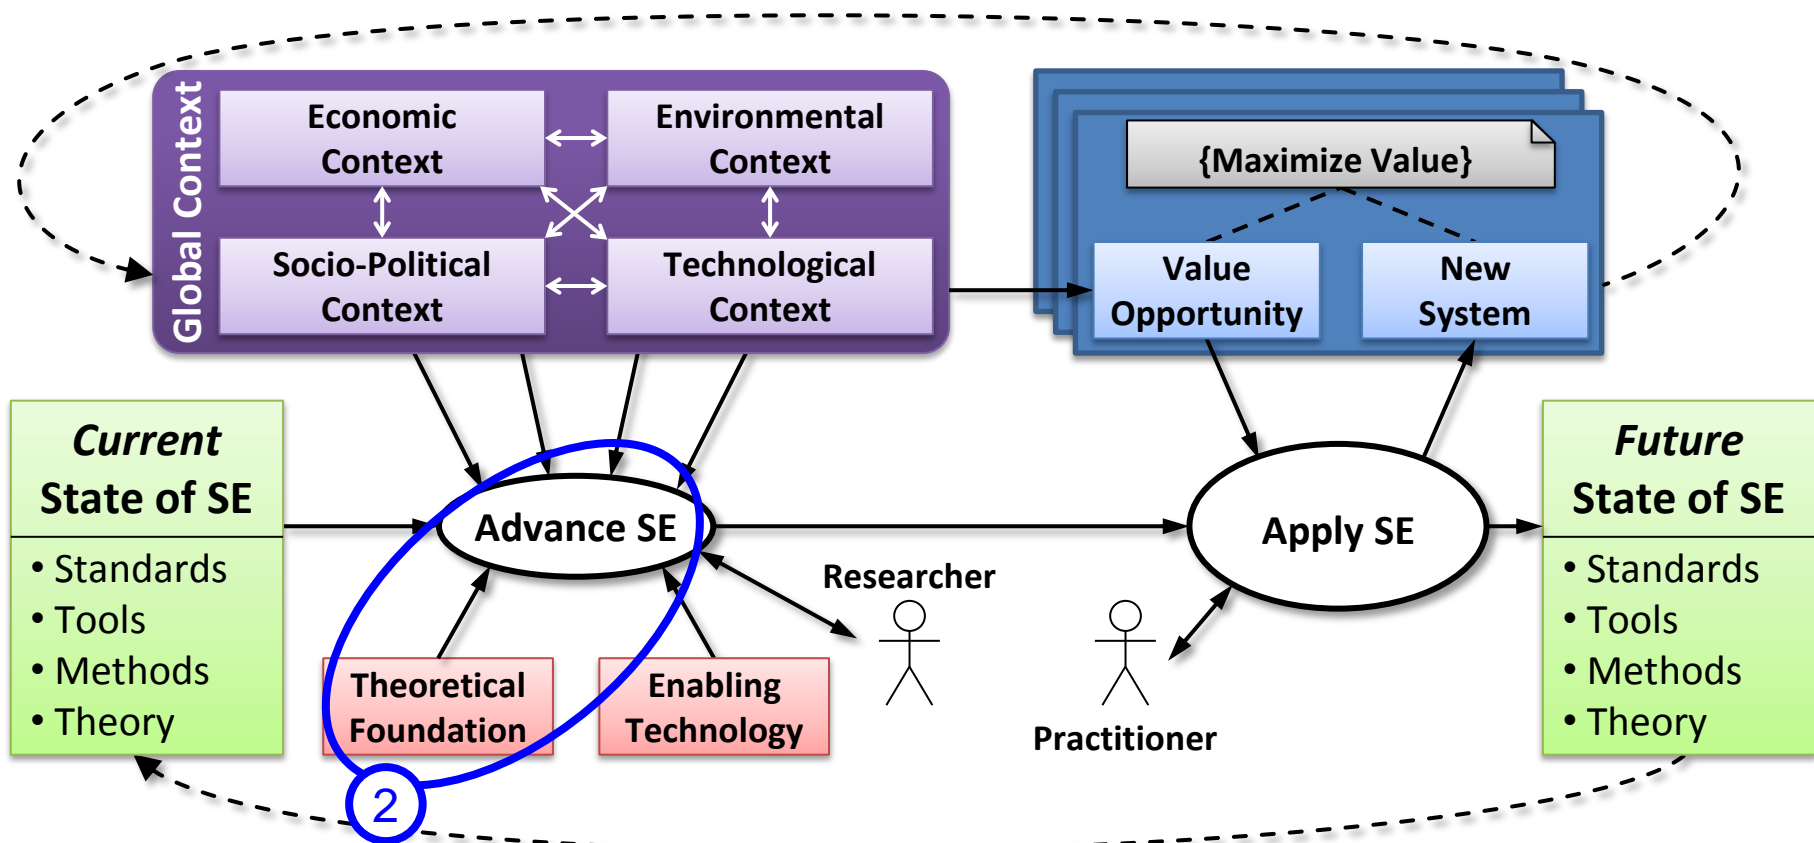 Global Context
Economic
Context
Environmental
Context
Socio-Political
Context
Technological
Context
{Maximize Value}
Value
Opportunity
New
System
Current
State of SE
• Standards
• Tools
• Methods
• Theory
Advance SE
Theoretical
Foundation
Enabling
Technology
2
Researcher
Practitioner
Apply SE
Future
State of SE
• Standards
• Tools
• Methods
• Theory